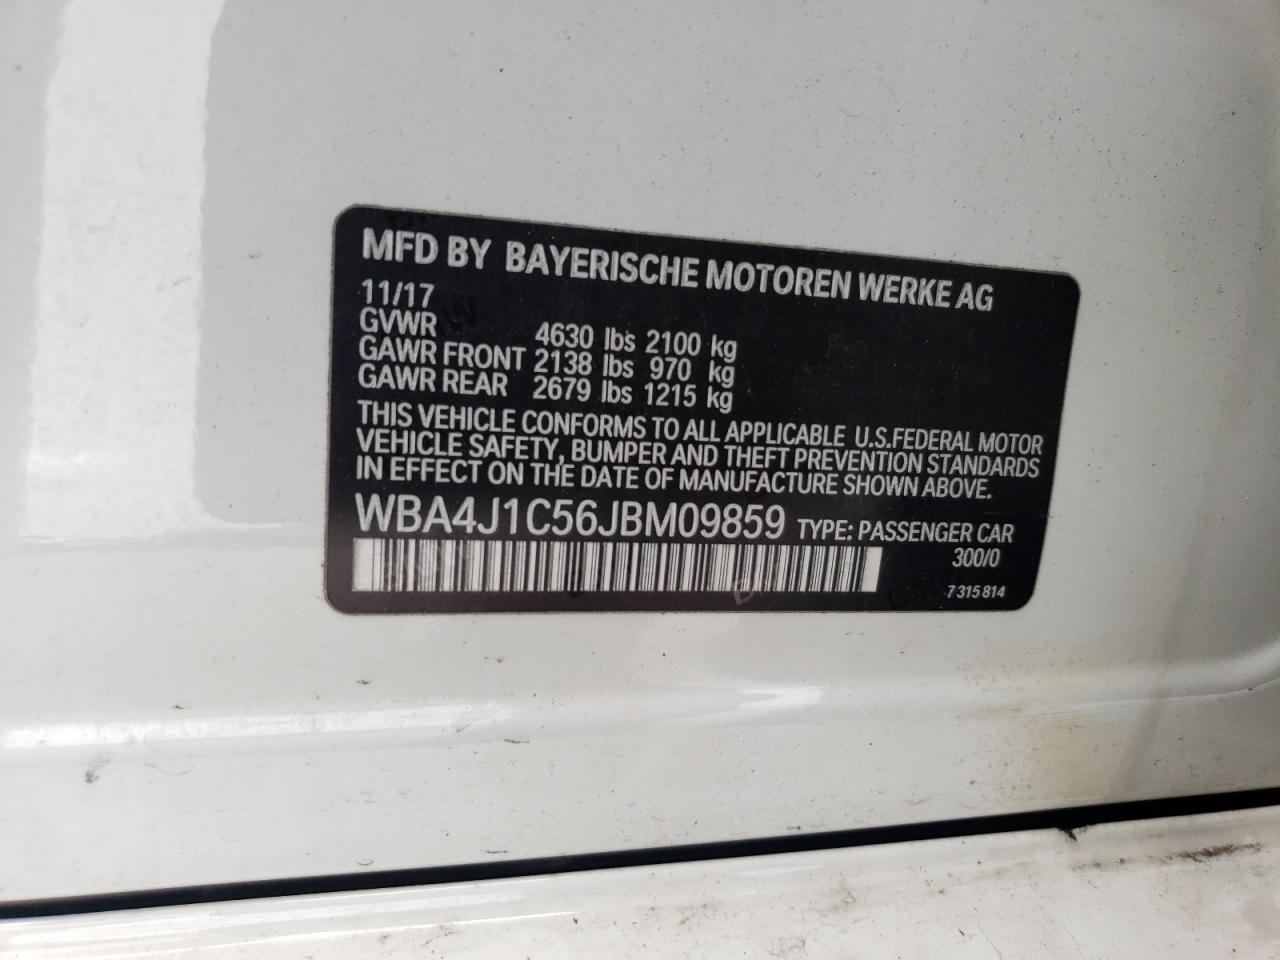 MFD BY BAYERISCHE MOTOREN WERKE AG
11/17
GVWR 4630 lbs 2100 kg
GAWR FRONT 2138 lbs 970 kg
GAWR REAR 2679 lbs 1215 kg
THIS VEHICLE CONFORMS TO ALL APPLICABLE U.S.FEDERAL MOTOR
VEHICLE SAFETY, BUMPER AND THEFT PREVENTION STANDARDS
IN EFFECT ON THE DATE OF MANUFACTURE SHOWN ABOVE.
WBA4J1C56JBM09859 TYPE: PASSENGER CAR
300/0
7 315 814